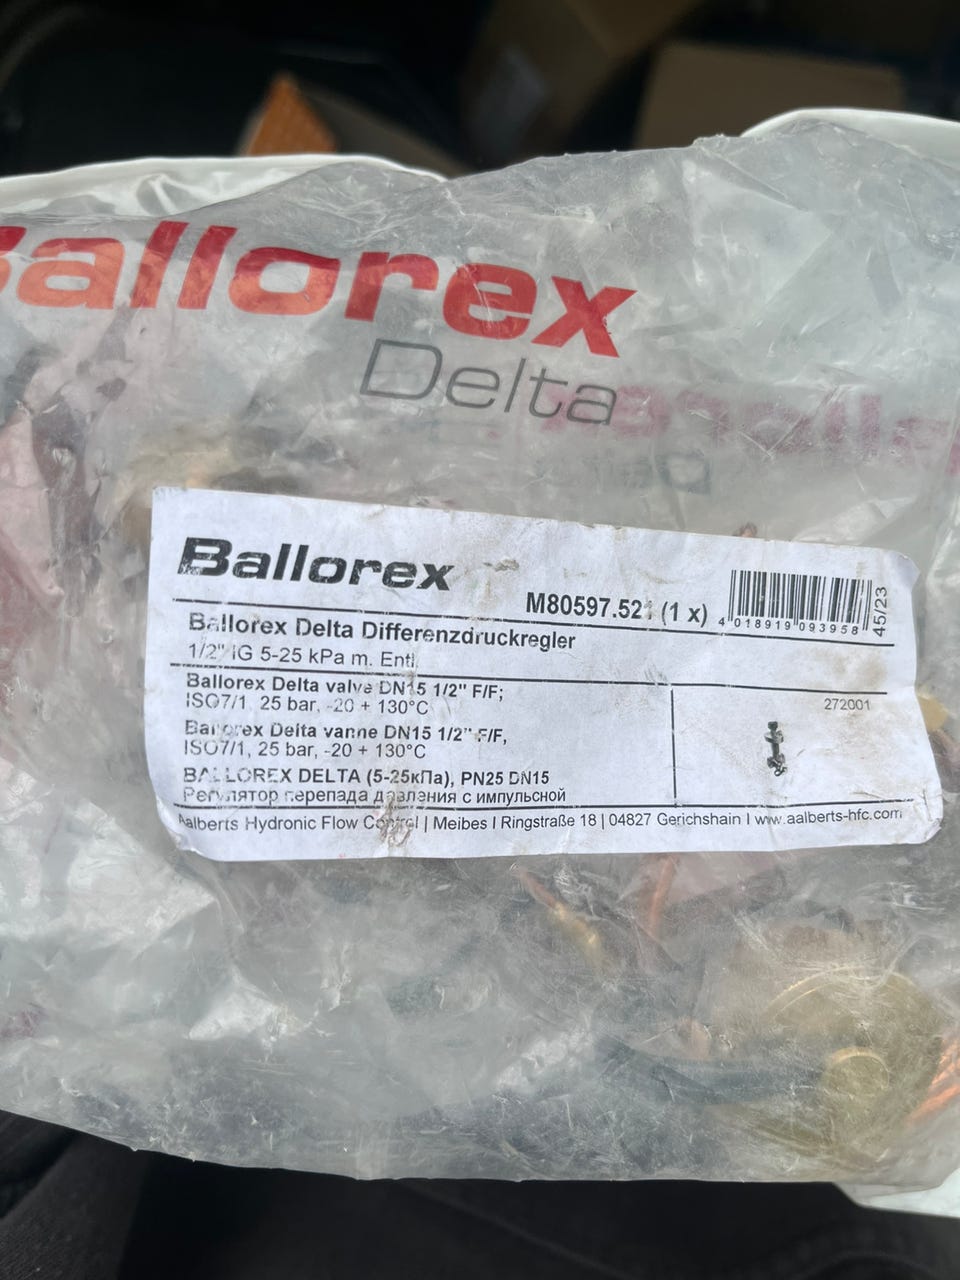 Ballorex
Delta
Ballorex
M80597.521 (1 x)
4 018919 093958
45/23
Ballorex Delta Differenzdruckregler
1/2" IG 5-25 kPa m. Entl
Ballorex Delta valve DN15 1/2" F/F;
ISO7/1, 25 bar, -20 + 130°C
272001
Ballorex Delta vanne DN15 1/2" F/F,
ISO7/1, 25 bar, -20 + 130°C
BALLOREX DELTA (5-25кПа), PN25 DN15
Регулятор перепада давления с импульсной
Aalberts Hydronic Flow Control | Meibes I Ringstraße 18 | 04827 Gerichshain I www.aalberts-hfc.com